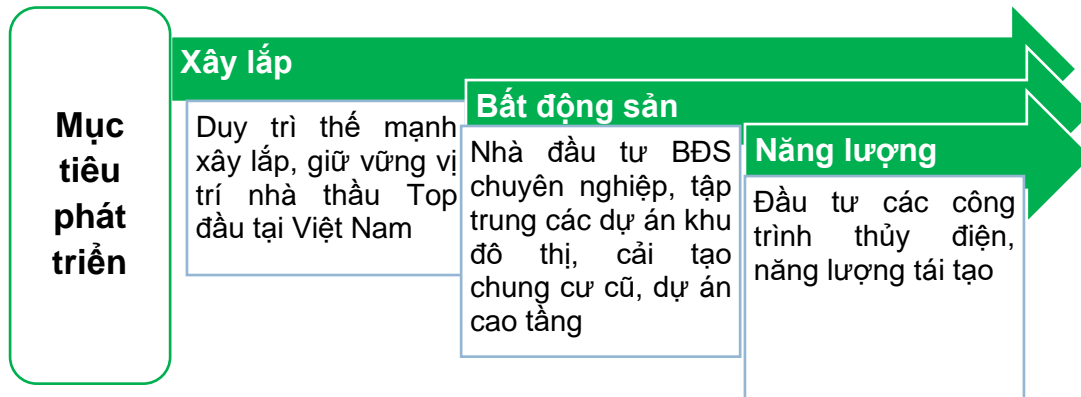 Mục
tiêu
phát
triển
Xây lắp
Duy trì thế mạnh
xây lắp, giữ vững vị
trí nhà thầu Top
đầu tại Việt Nam
Bất động sản
Nhà đầu tư BĐS
chuyên nghiệp, tập
trung các dự án khu
đô thị, cải tạo
chung cư cũ, dự án
cao tầng
Năng lượng
Đầu tư các công
trình thủy điện,
năng lượng tái tạo